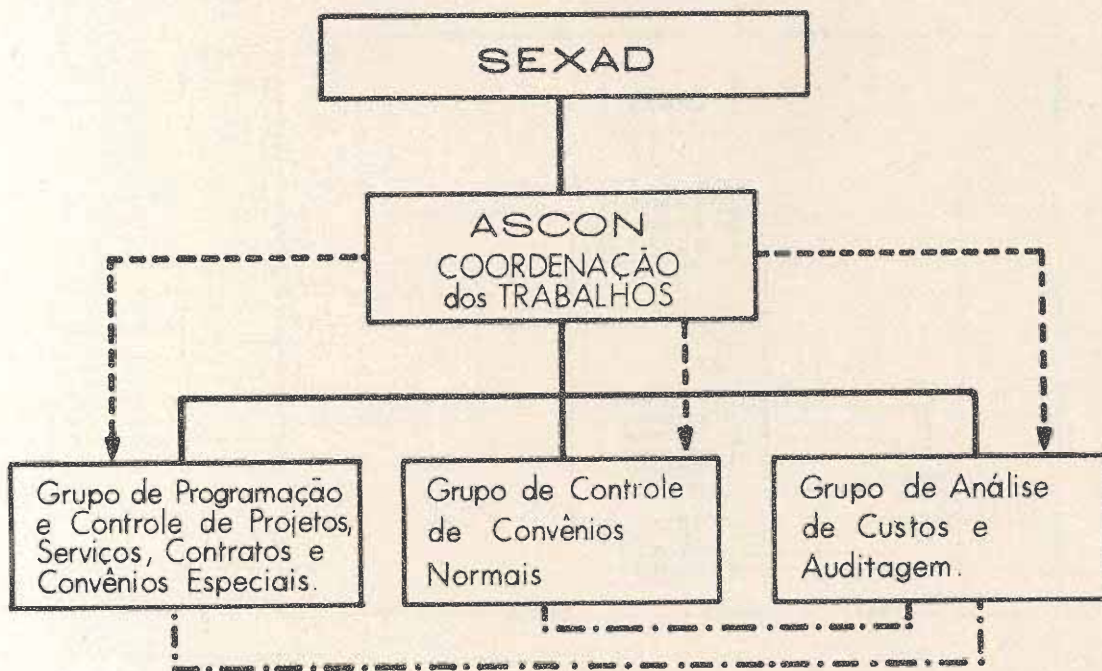 SEXAD
ASCON
COORDENAÇÃO
dos TRABALHOS
Grupo de Programação
e Controle de Projetos,
Serviços, Contratos e
Convênios Especiais.
Grupo de Controle
de Convênios
Normais
Grupo de Análise
de Custos e
Auditagem.